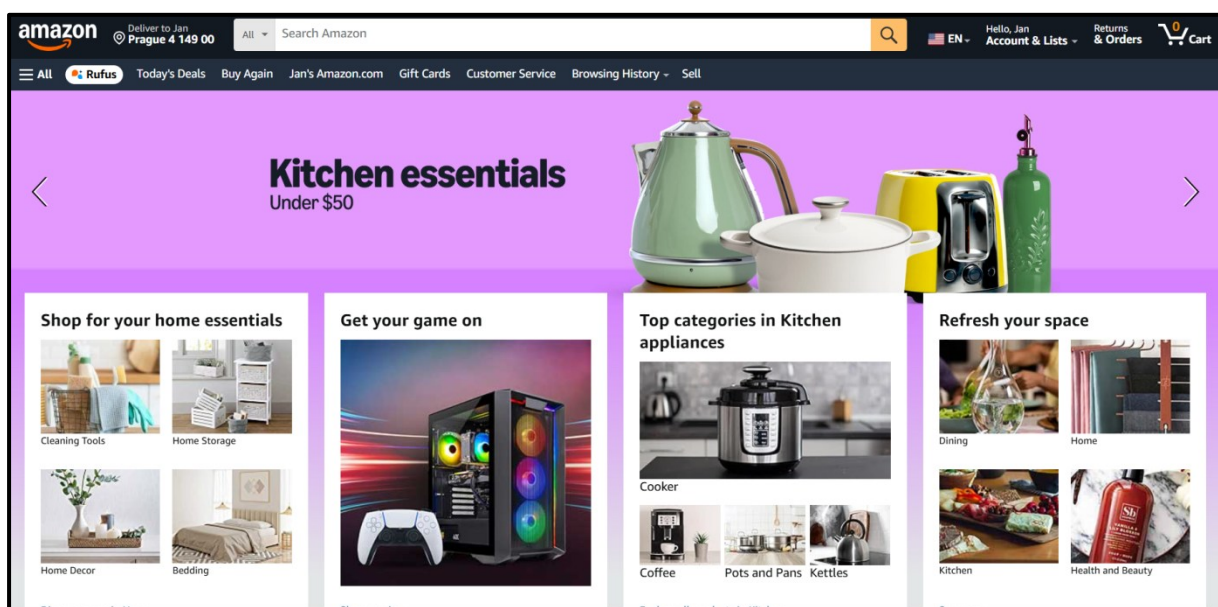 amazon
Deliver to Jan
Prague 4 149 00
All
Search Amazon
EN
Hello, Jan
Account & Lists
Returns
& Orders
0
Cart
All
Rufus
Today's Deals
Buy Again
Jan's Amazon.com
Gift Cards
Customer Service
Browsing History
Sell
Kitchen essentials
Under $50
Shop for your home essentials
Cleaning Tools
Home Storage
Home Decor
Bedding
Get your game on
Top categories in Kitchen
appliances
Cooker
Coffee
Pots and Pans
Kettles
Refresh your space
Dining
Home
Kitchen
Health and Beauty